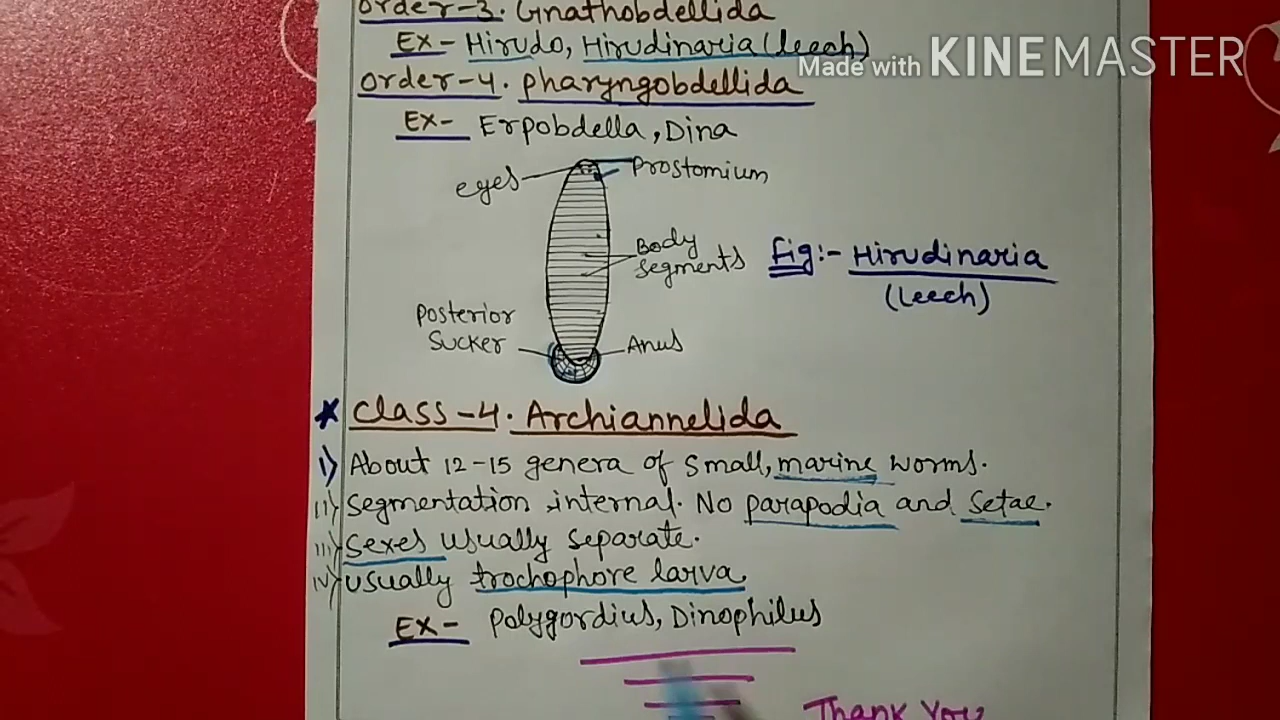 Order-3. Gnathobdellida
Ex- Hirudo, Hirudinaria (leech)
Made with KINEMASTER
Order-4. Pharyngobdellida
Ex- Erpobdella, Dina
eyes
Prostomium
Body segments
Fig:- Hirudinaria
(Leech)
Posterior
Sucker
Anus
* Class-4. Archiannelida
i) About 12-15 genera of small, marine worms.
ii) Segmentation internal. No parapodia and setae.
iii) Sexes usually separate.
iv) Usually trochophore larva
Ex- Polygordius, Dinophilus
Thank You